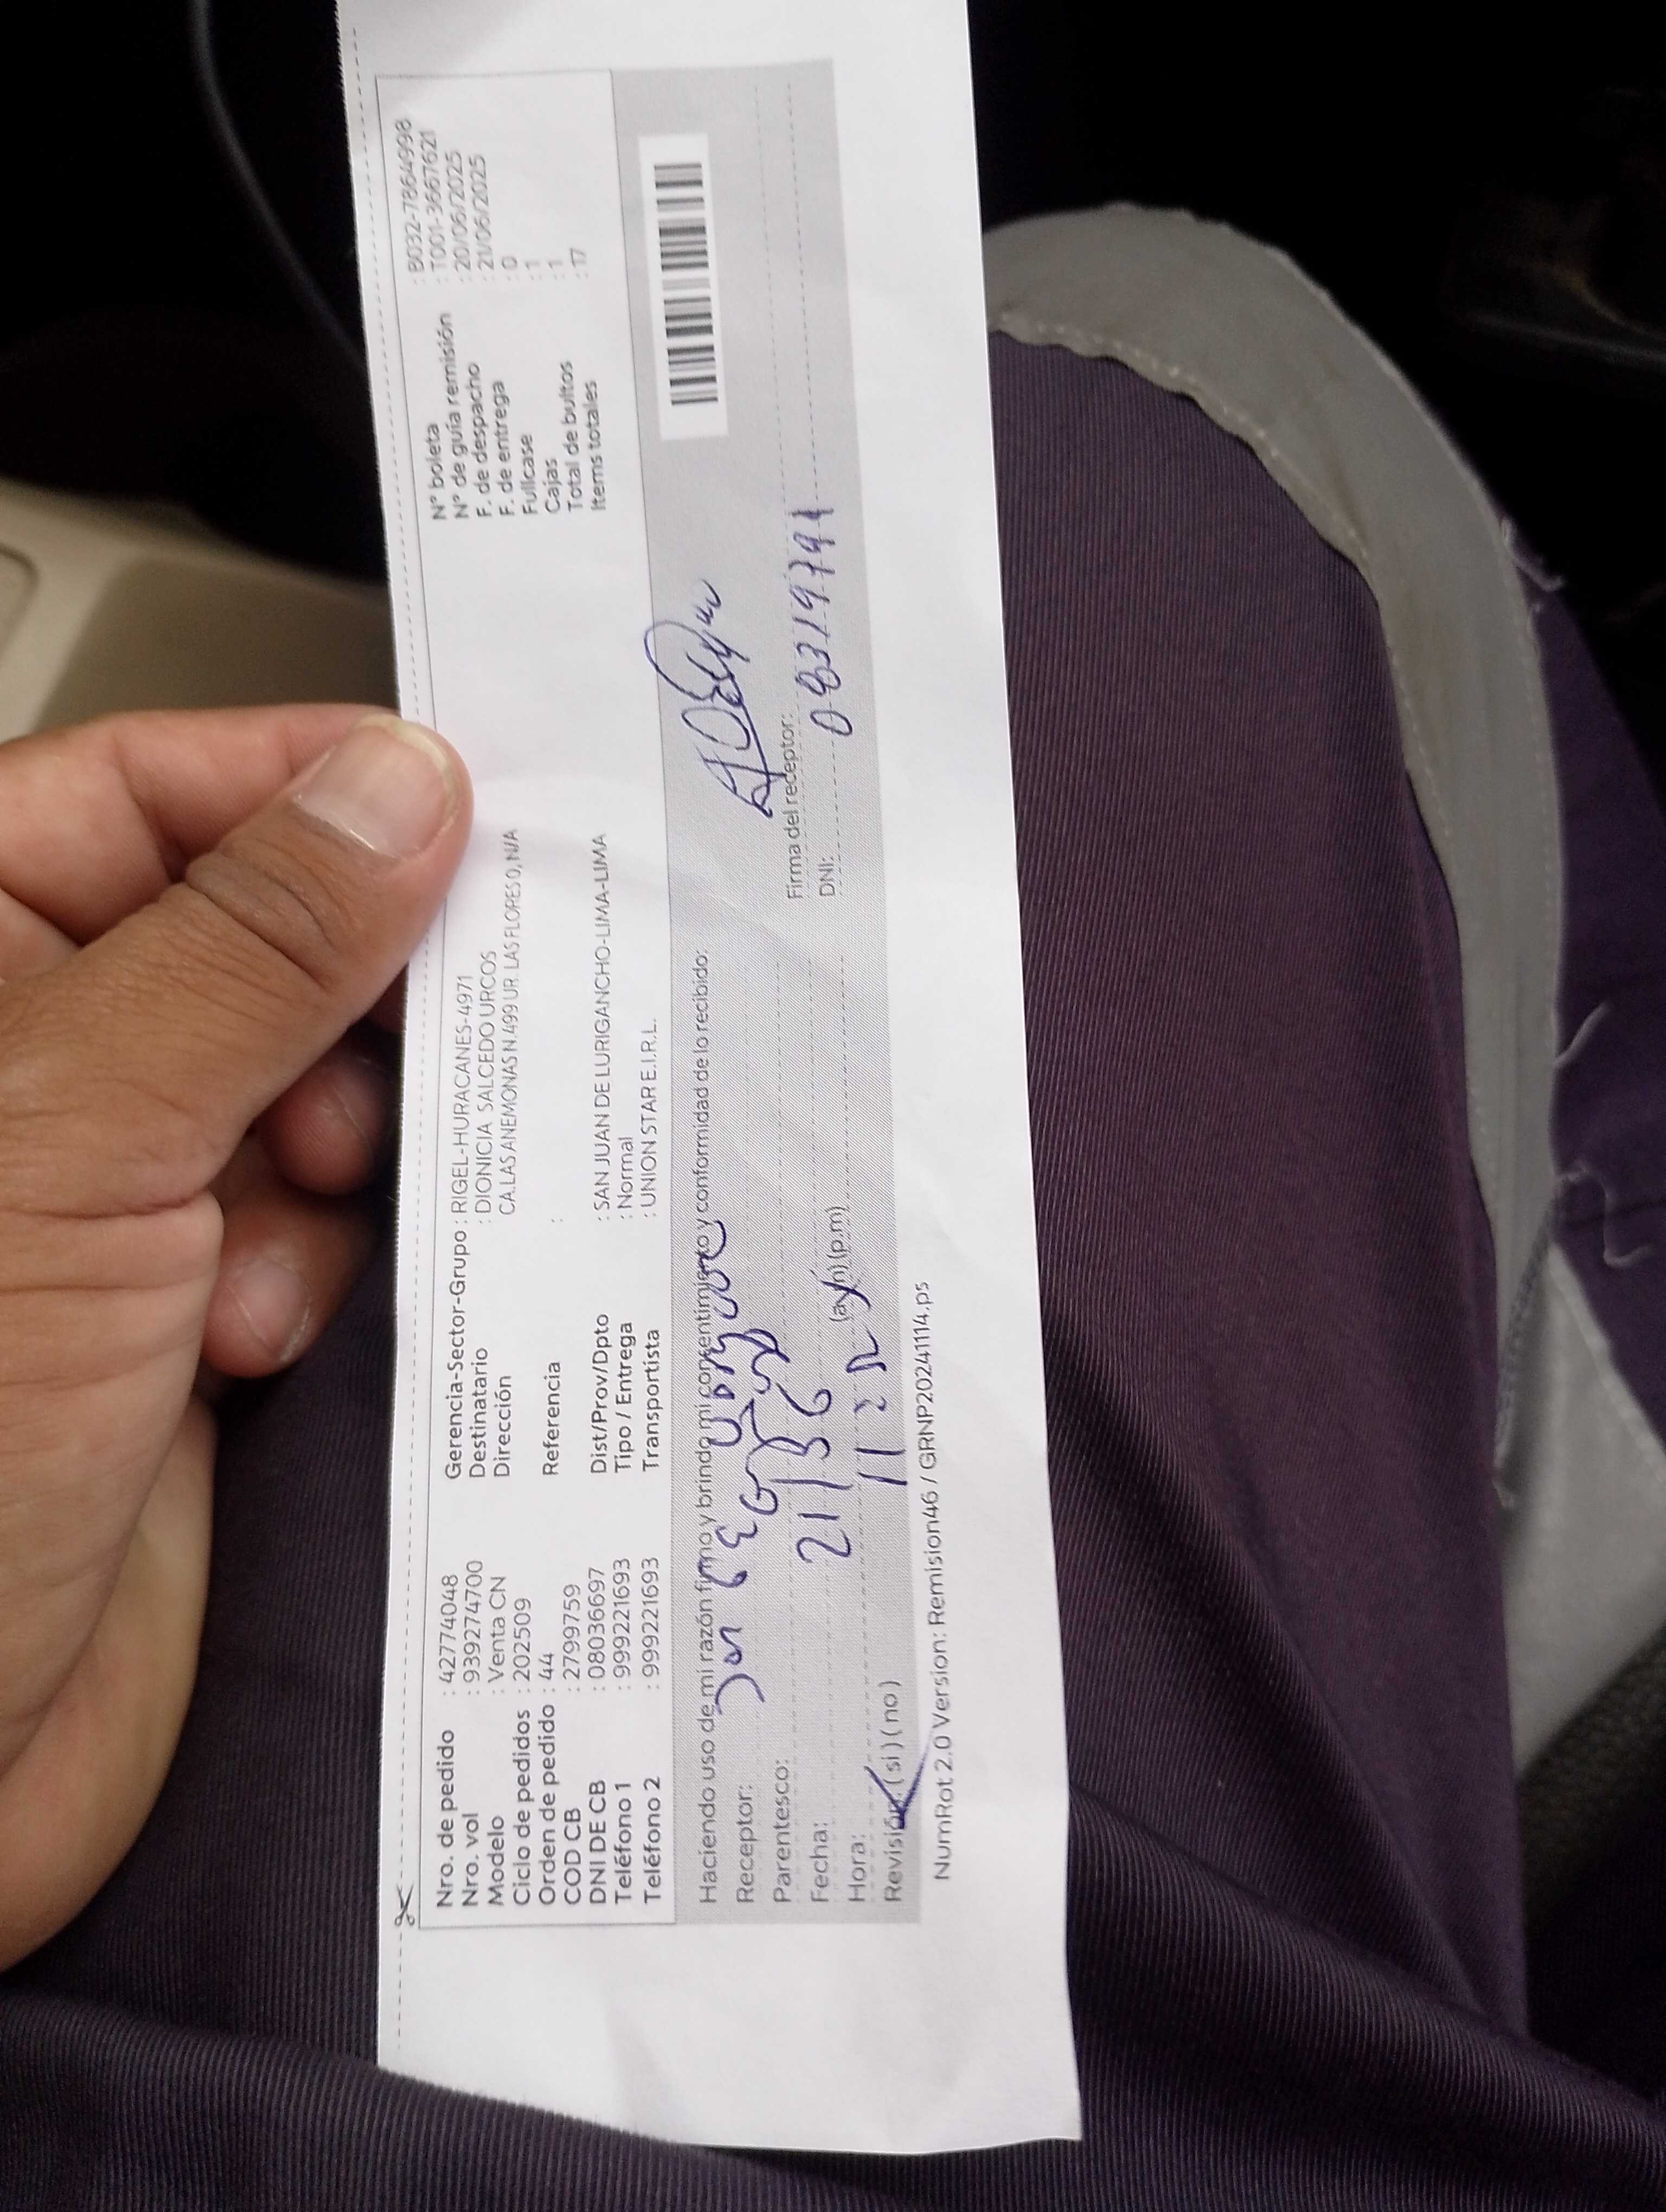 Nro. de pedido : 42774048
Nro. vol : 939274700
Modelo : Venta CN
Ciclo de pedidos : 202509
Orden de pedido : 44
COD CB : 2799759
DNI DE CB : 08036697
Teléfono 1 : 999221693
Teléfono 2 : 999221693
Gerencia-Sector-Grupo : RIGEL-HURACANES-4971
Destinatario : DIONICIA SALCEDO URCOS
Dirección CA.LAS ANEMONAS N.499 UR. LAS FLORES 0, N/A
Referencia :
Dist/Prov/Dpto : SAN JUAN DE LURIGANCHO-LIMA-LIMA
Tipo / Entrega : Normal
Transportista : UNION STAR E.I.R.L.
N° boleta : B032-7864998
N° de guía remisión : T001-3667621
F. de despacho : 20/06/2025
F. de entrega : 21/06/2025
Fullcase : 0
Cajas : 1
Total de bultos : 1
Items totales : 17
Haciendo uso de mi razón firmo y brindo mi consentimiento y conformidad de lo recibido:
Receptor:
Parentesco:
Fecha: 21
Hora: (a.m) (p.m)
Revisión (si) (no)
Firma del receptor:
DNI: 08319791
NumRot 2.0 Version: Remision46 / GRNP20241114.ps